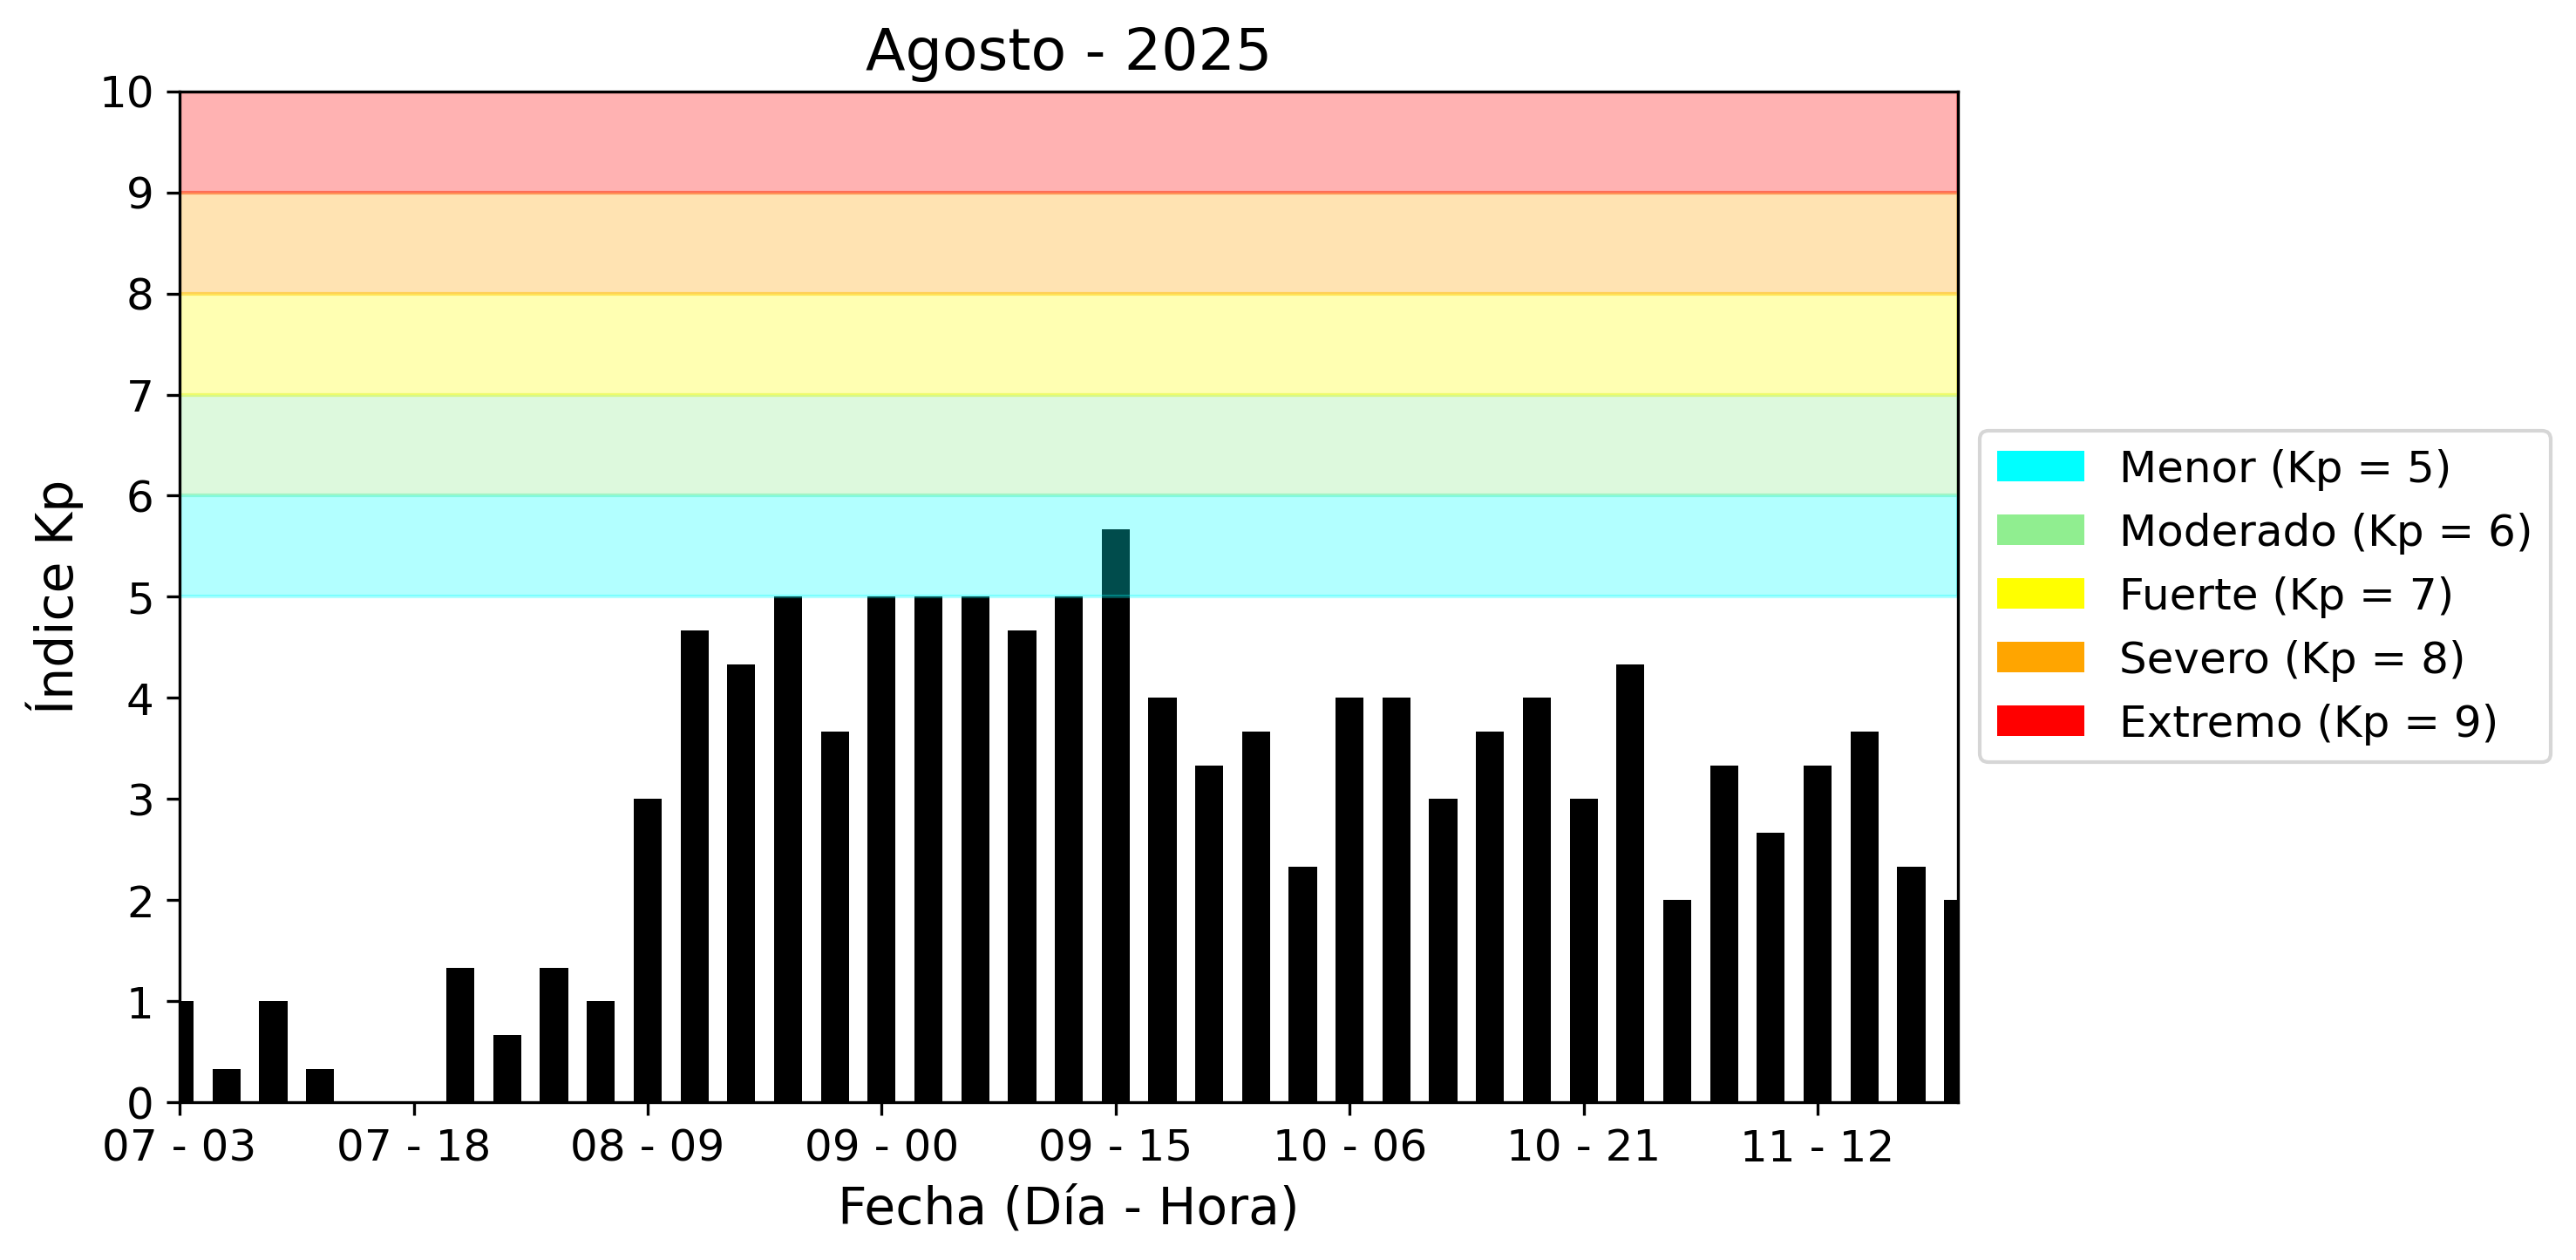 Agosto - 2025
10
9
8
7
6
5
4
3
2
1
0
Índice Kp
07 - 03
07 - 18
08 - 09
09 - 00
09 - 15
10 - 06
10 - 21
11 - 12
Fecha (Día - Hora)
Menor (Kp = 5)
Moderado (Kp = 6)
Fuerte (Kp = 7)
Severo (Kp = 8)
Extremo (Kp = 9)